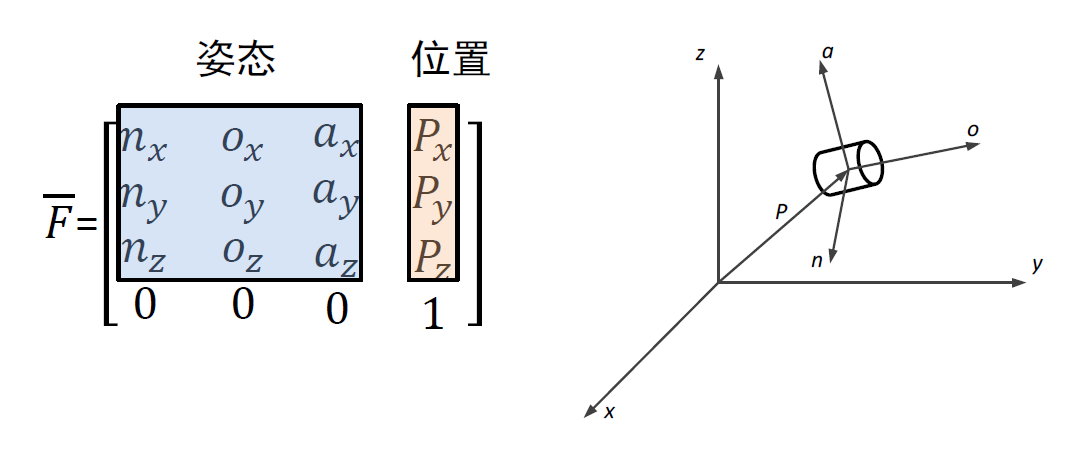 姿态 位置
n_x o_x a_x P_x
n_y o_y a_y P_y
F̅ =
n_z o_z a_z P_z
0 0 0 1
z
a
o
P
n
y
x